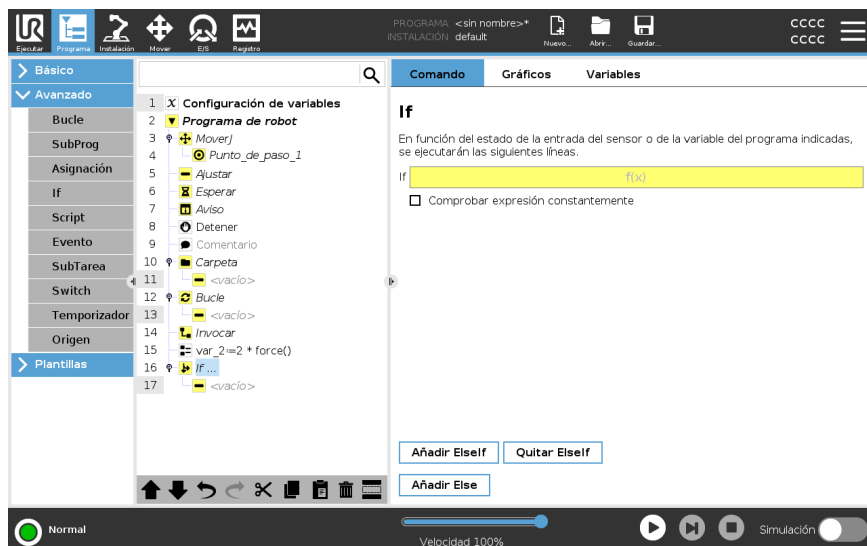 PROGRAMA <sin nombre>*
INSTALACIÓN default
Ejecutar
Programa
Instalación
Mover
E/S
Registro
Nuevo...
Abrir...
Guardar...
CCCC
CCCC
Básico
Avanzado
Bucle
SubProg
Asignación
If
Script
Evento
SubTarea
Switch
Temporizador
Origen
Plantillas
1 X Configuración de variables
2 Programa de robot
3 MoverJ
4 Punto_de_paso_1
5 Ajustar
6 Esperar
7 Aviso
8 Detener
9 Comentario
10 Carpeta
11 <vacío>
12 Bucle
13 <vacío>
14 Invocar
15 var_2:=2 * force()
16 If ...
17 <vacío>
Comando
Gráficos
Variables
If
En función del estado de la entrada del sensor o de la variable del programa indicadas,
se ejecutarán las siguientes líneas.
If f(x)
Comprobar expresión constantemente
Añadir ElseIf
Quitar ElseIf
Añadir Else
Normal
Velocidad 100%
Simulación